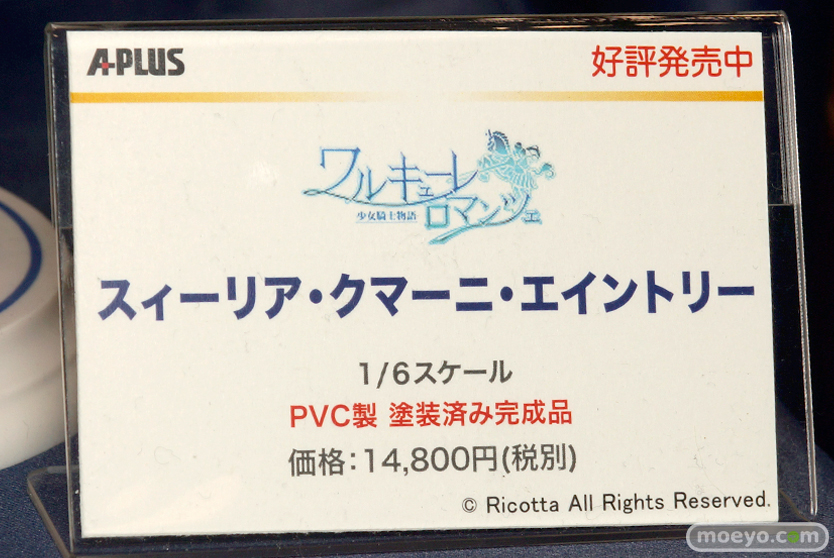 A-PLUS
好評発売中
ワルキューレ
少女騎士物語
ロマンツェ
スィーリア・クマーニ・エイントリー
1/6スケール
PVC製 塗装済み完成品
価格:14,800円(税別)
© Ricotta All Rights Reserved.
moeyo.com